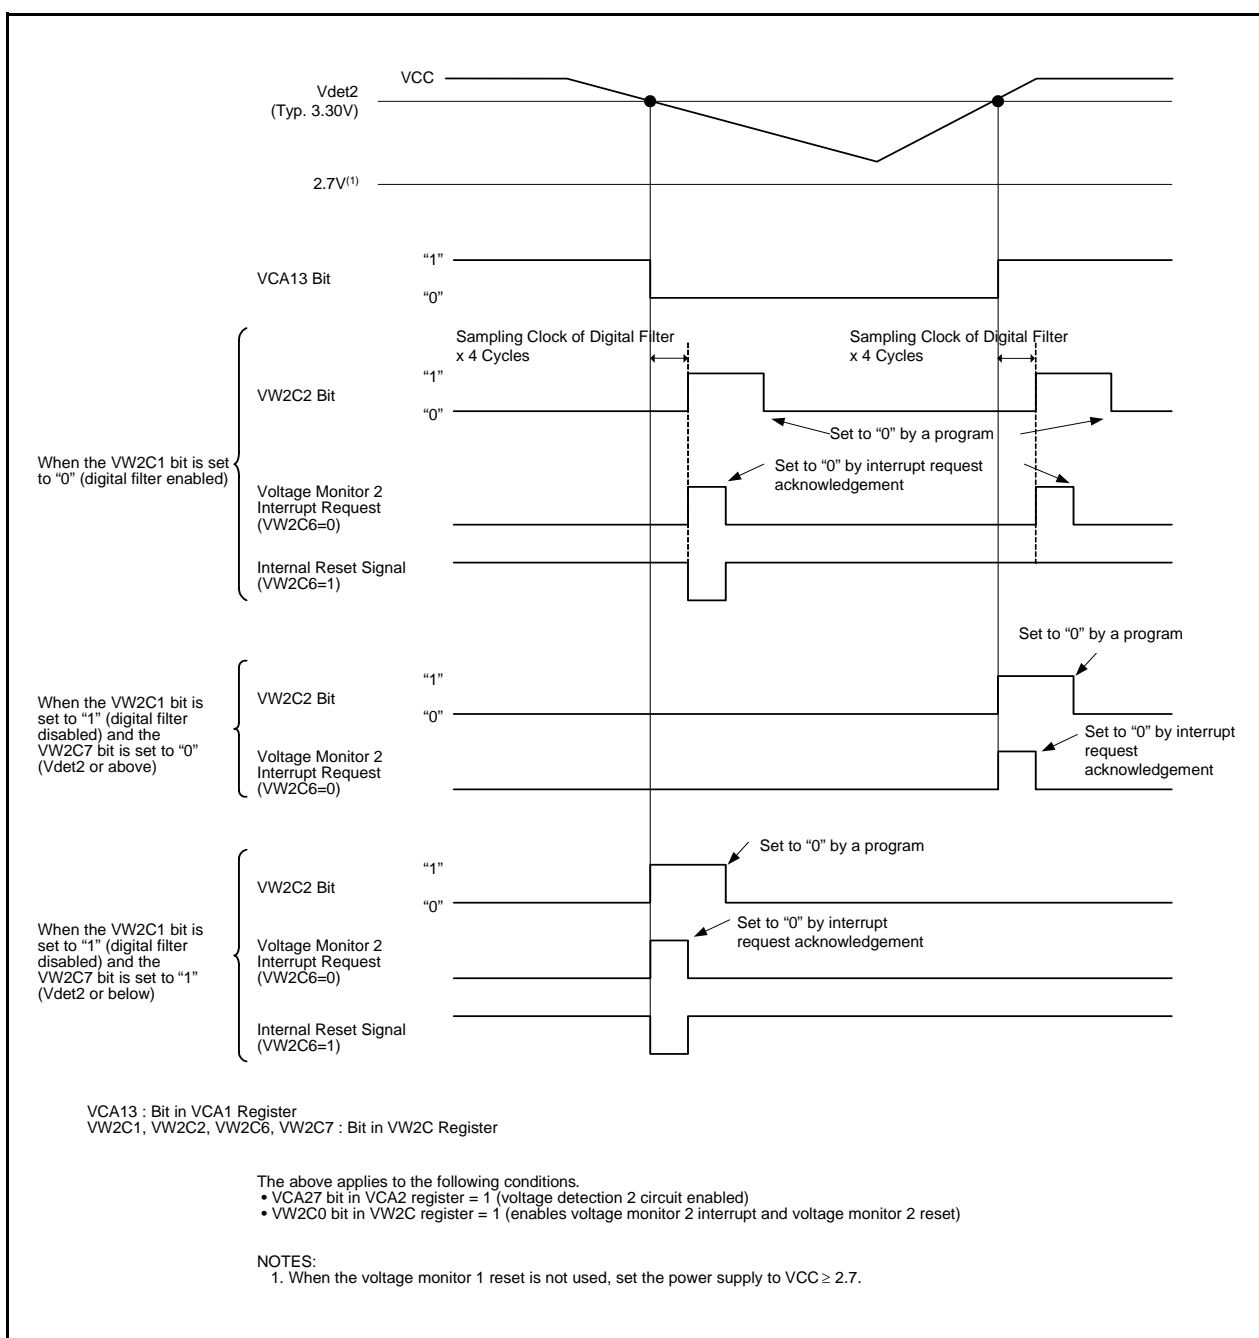 VCC
Vdet2
(Typ. 3.30V)
2.7V(1)
VCA13 Bit
“1”
“0”
Sampling Clock of Digital Filter
x 4 Cycles
Sampling Clock of Digital Filter
x 4 Cycles
When the VW2C1 bit is set
to “0” (digital filter enabled)
VW2C2 Bit
“1”
“0”
Set to “0” by a program
Set to “0” by interrupt request
acknowledgement
Voltage Monitor 2
Interrupt Request
(VW2C6=0)
Internal Reset Signal
(VW2C6=1)
When the VW2C1 bit is
set to “1” (digital filter
disabled) and the
VW2C7 bit is set to “0”
(Vdet2 or above)
VW2C2 Bit
“1”
“0”
Set to “0” by a program
Voltage Monitor 2
Interrupt Request
(VW2C6=0)
Set to “0” by interrupt
request
acknowledgement
When the VW2C1 bit is
set to “1” (digital filter
disabled) and the
VW2C7 bit is set to “1”
(Vdet2 or below)
VW2C2 Bit
“1”
“0”
Set to “0” by a program
Voltage Monitor 2
Interrupt Request
(VW2C6=0)
Set to “0” by interrupt
request acknowledgement
Internal Reset Signal
(VW2C6=1)
VCA13 : Bit in VCA1 Register
VW2C1, VW2C2, VW2C6, VW2C7 : Bit in VW2C Register
The above applies to the following conditions.
• VCA27 bit in VCA2 register = 1 (voltage detection 2 circuit enabled)
• VW2C0 bit in VW2C register = 1 (enables voltage monitor 2 interrupt and voltage monitor 2 reset)
NOTES:
1. When the voltage monitor 1 reset is not used, set the power supply to VCC ≥ 2.7.